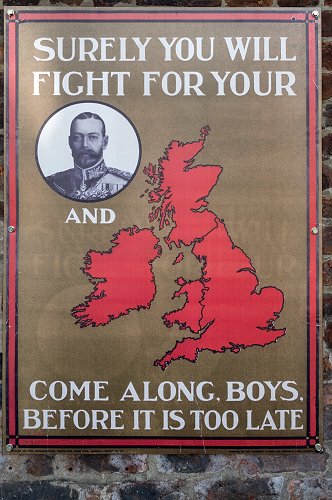 SURELY YOU WILL
FIGHT FOR YOUR
AND
COME ALONG, BOYS,
BEFORE IT IS TOO LATE